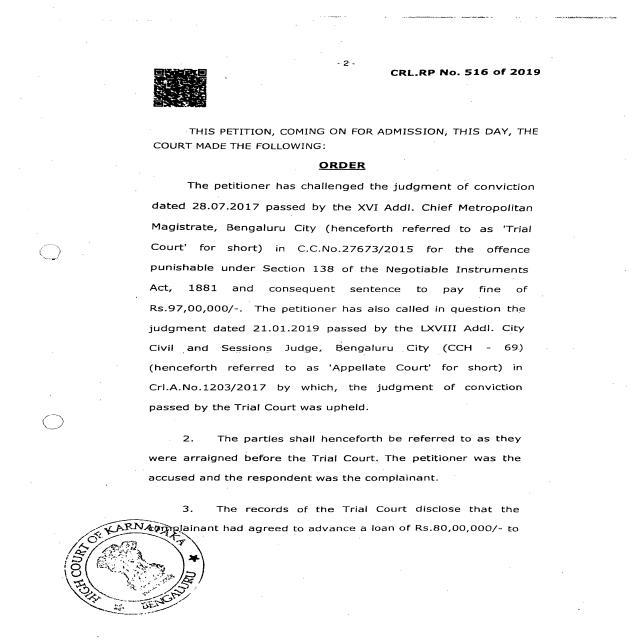 - 2 -
CRL.RP No. 516 of 2019
THIS PETITION, COMING ON FOR ADMISSION, THIS DAY, THE
COURT MADE THE FOLLOWING:
ORDER
The petitioner has challenged the judgment of conviction
dated 28.07.2017 passed by the XVI Addl. Chief Metropolitan
Magistrate, Bengaluru City (henceforth referred to as 'Trial
Court' for short) in C.C.No.27673/2015 for the offence
punishable under Section 138 of the Negotiable Instruments
Act, 1881 and consequent sentence to pay fine of
Rs.97,00,000/-. The petitioner has also called in question the
judgment dated 21.01.2019 passed by the LXVIII Addl. City
Civil and Sessions Judge, Bengaluru City (CCH - 69)
(henceforth referred to as 'Appellate Court' for short) in
Crl.A.No.1203/2017 by which, the judgment of conviction
passed by the Trial Court was upheld.
2. The parties shall henceforth be referred to as they
were arraigned before the Trial Court. The petitioner was the
accused and the respondent was the complainant.
3. The records of the Trial Court disclose that the
complainant had agreed to advance a loan of Rs.80,00,000/- to
HIGH COURT OF KARNATAKA
BENGALURU